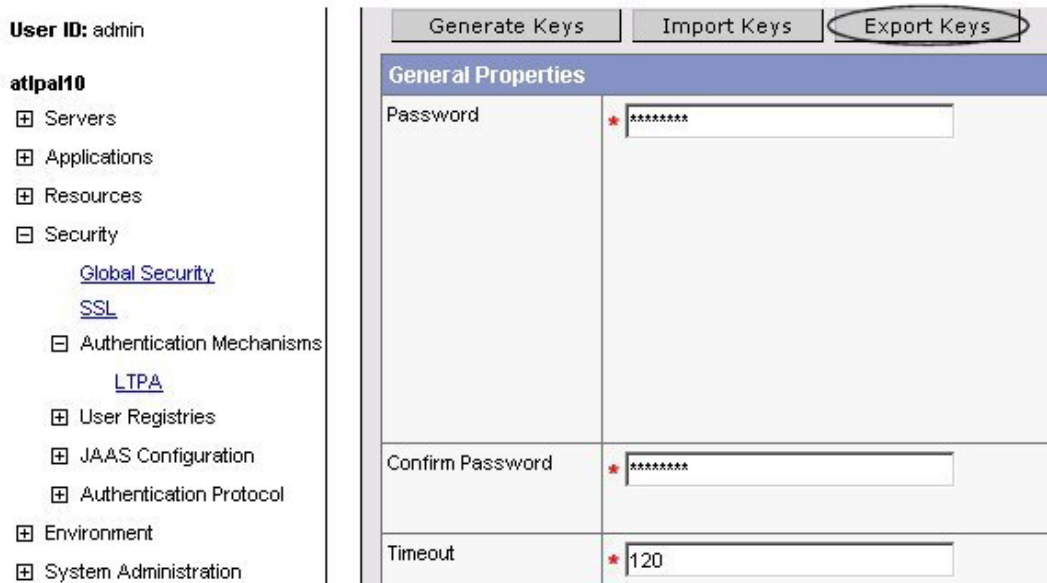 User ID: admin
atlpal10
Servers
Applications
Resources
Security
Global Security
SSL
Authentication Mechanisms
LTPA
User Registries
JAAS Configuration
Authentication Protocol
Environment
System Administration
Generate Keys Import Keys Export Keys
General Properties
Password * ********
Confirm Password * ********
Timeout * 120